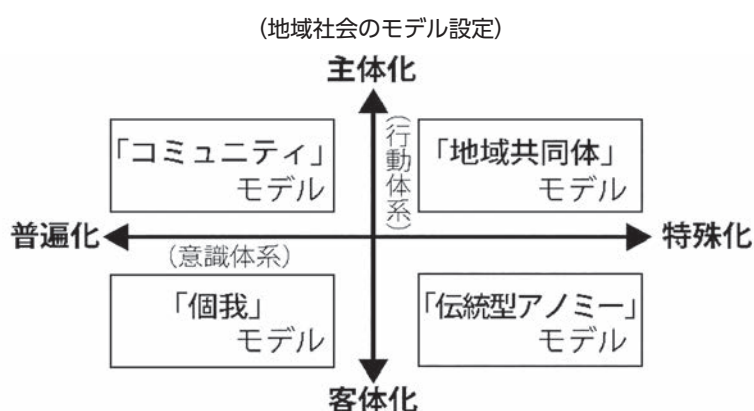 (地域社会のモデル設定)
主体化
「コミュニティ」
モデル
(行動体系)
「地域共同体」
モデル
普遍化
特殊化
(意識体系)
「個我」
モデル
「伝統型アノミー」
モデル
客体化